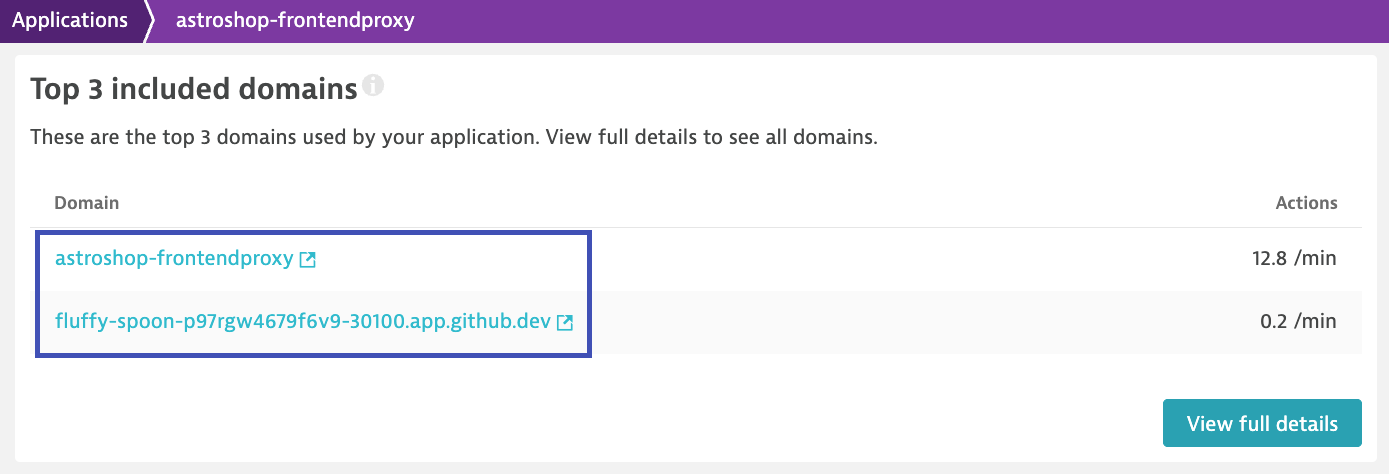 Applications astroshop-frontendproxy
Top 3 included domains
These are the top 3 domains used by your application. View full details to see all domains.
Domain Actions
astroshop-frontendproxy 12.8 /min
fluffy-spoon-p97rgw4679f6v9-30100.app.github.dev 0.2 /min
View full details